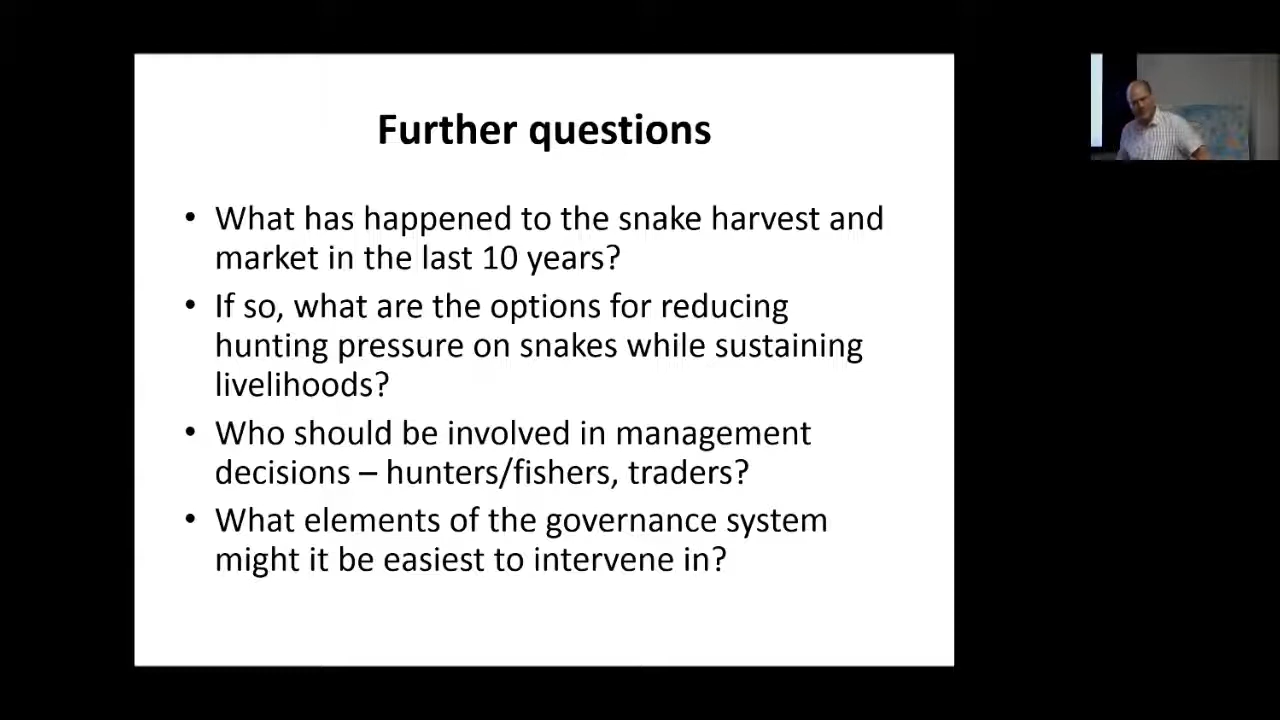 Further questions
• What has happened to the snake harvest and
market in the last 10 years?
• If so, what are the options for reducing
hunting pressure on snakes while sustaining
livelihoods?
• Who should be involved in management
decisions – hunters/fishers, traders?
• What elements of the governance system
might it be easiest to intervene in?